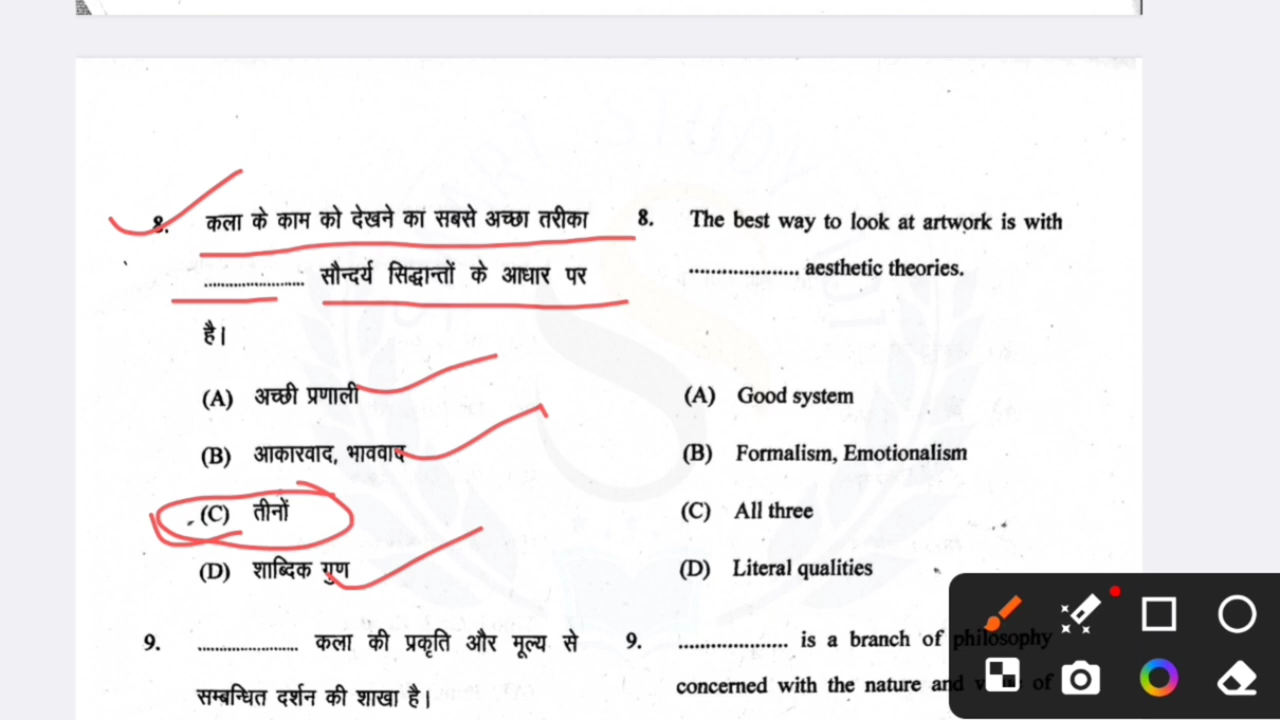 8. कला के काम को देखने का सबसे अच्छा तरीका
...................... सौन्दर्य सिद्धान्तों के आधार पर
है।
(A) अच्छी प्रणाली
(B) आकारवाद, भाववाद
(C) तीनों
(D) शाब्दिक गुण
9. ...................... कला की प्रकृति और मूल्य से
सम्बन्धित दर्शन की शाखा है।
8. The best way to look at artwork is with
.................... aesthetic theories.
(A) Good system
(B) Formalism, Emotionalism
(C) All three
(D) Literal qualities
9. .................... is a branch of philosophy
concerned with the nature and of